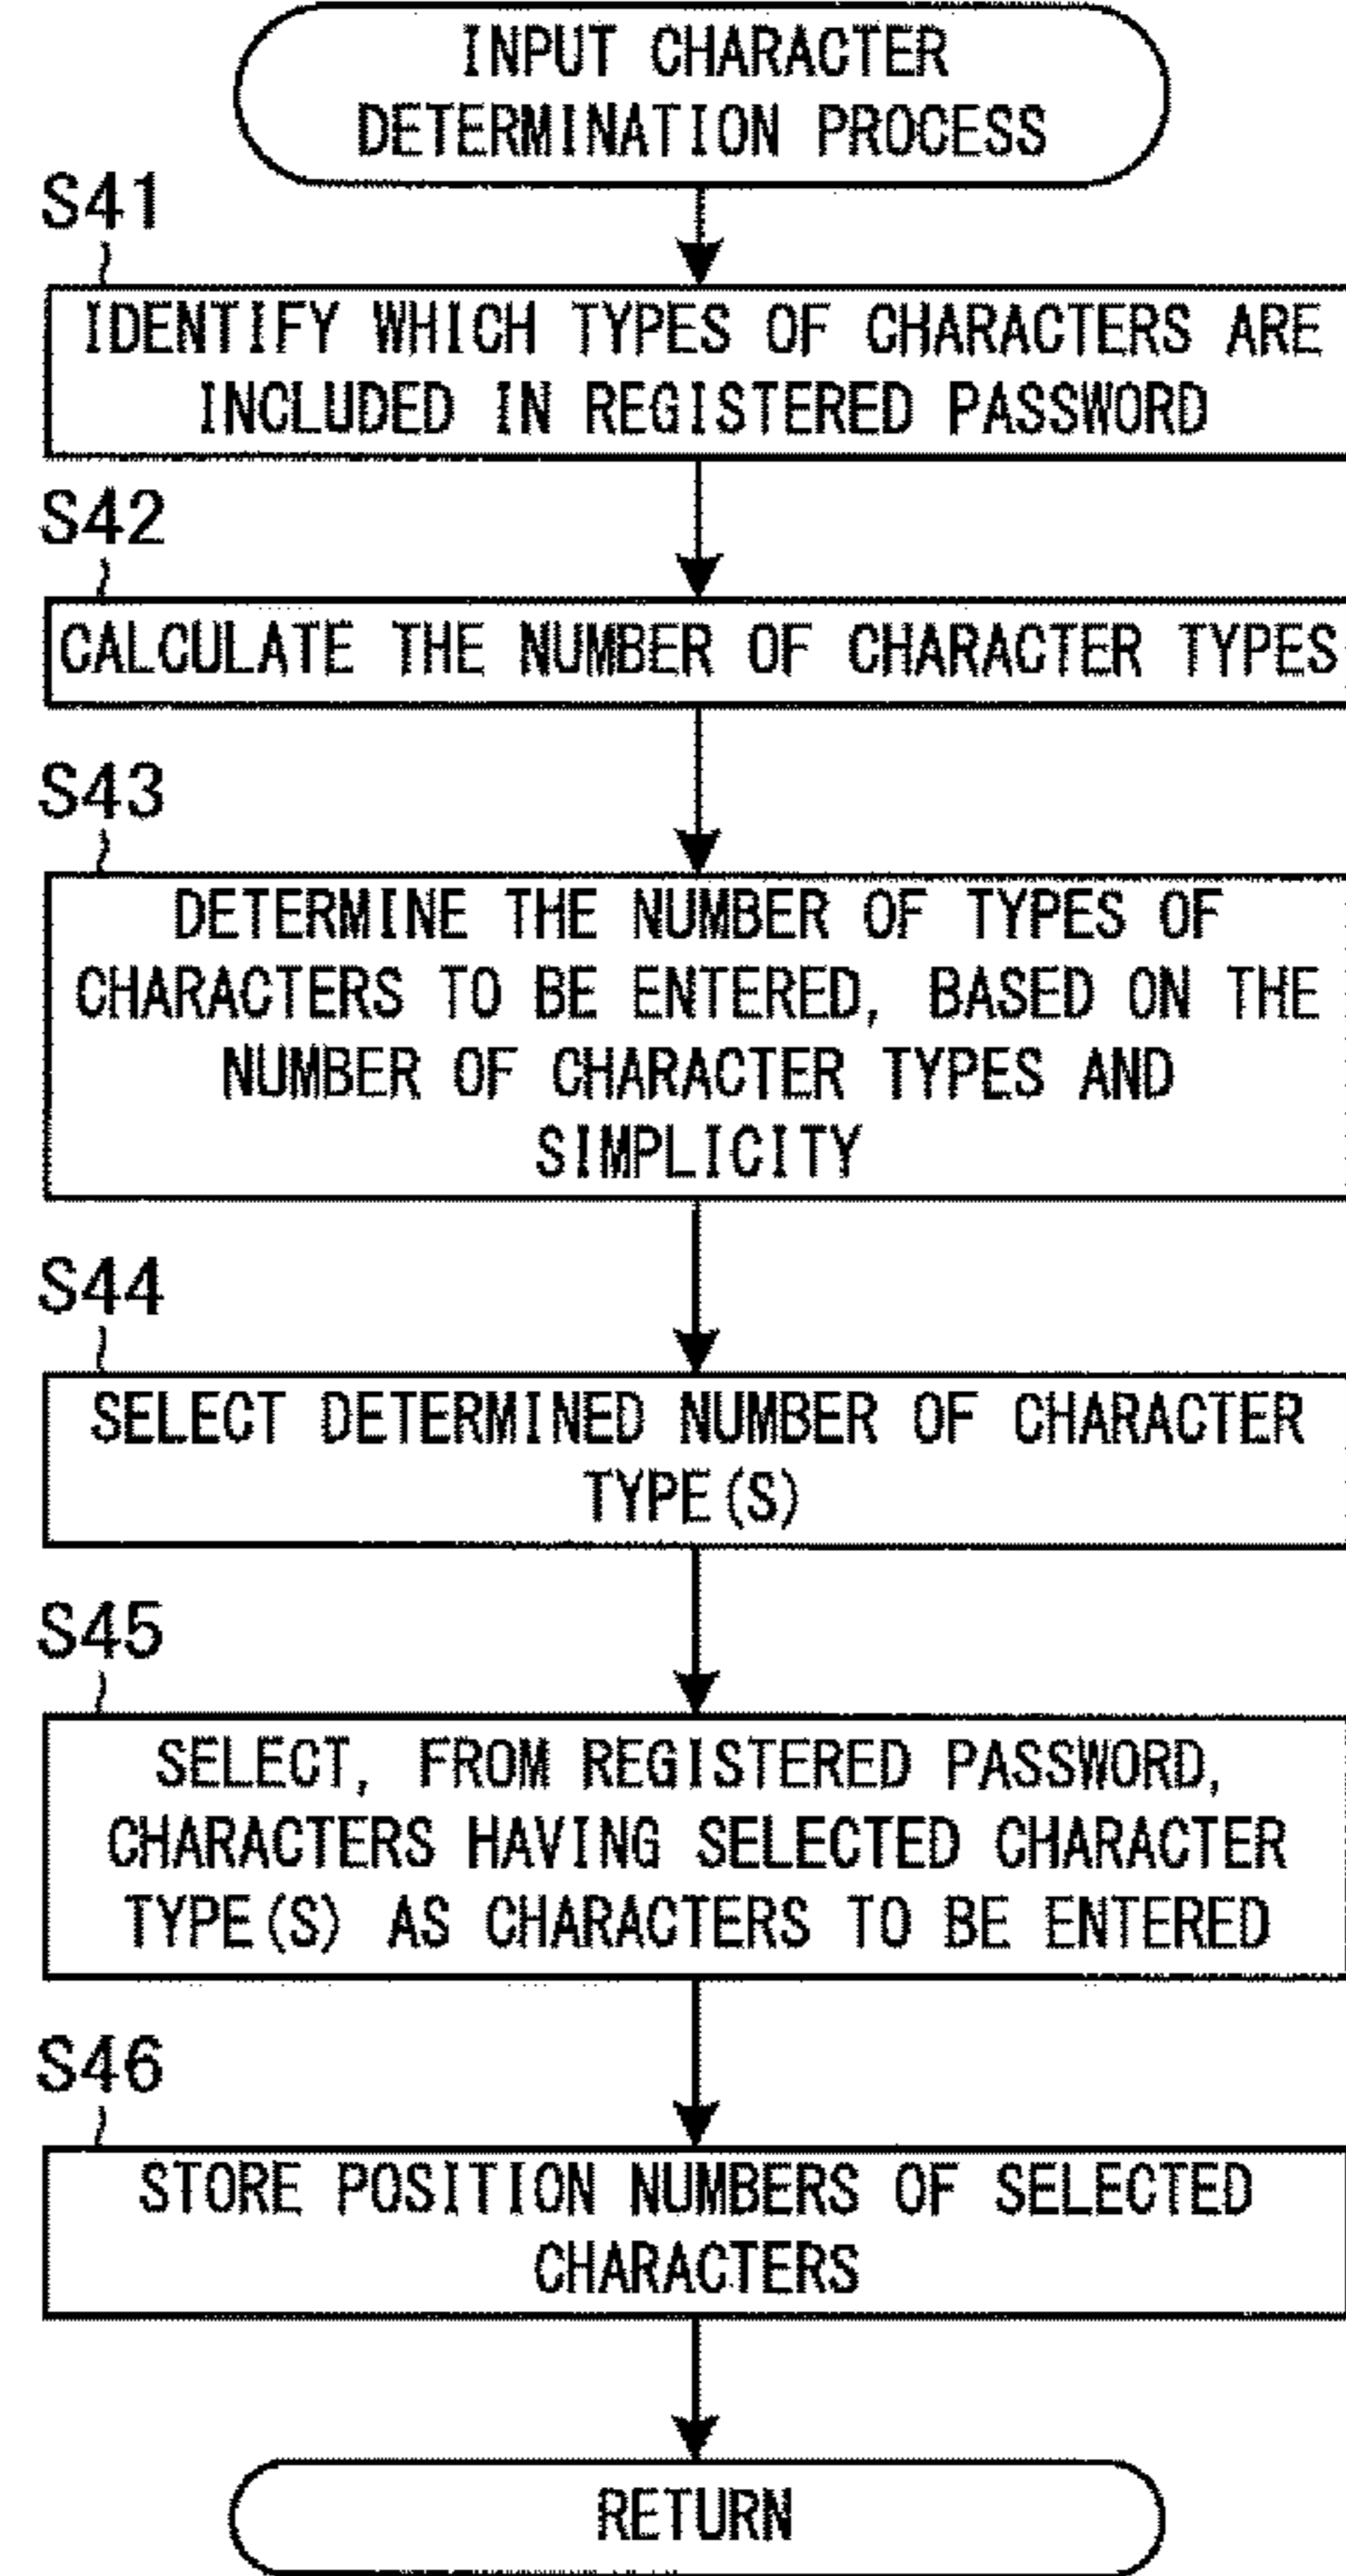 INPUT CHARACTER
DETERMINATION PROCESS
S41
IDENTIFY WHICH TYPES OF CHARACTERS ARE
INCLUDED IN REGISTERED PASSWORD
S42
CALCULATE THE NUMBER OF CHARACTER TYPES
S43
DETERMINE THE NUMBER OF TYPES OF
CHARACTERS TO BE ENTERED, BASED ON THE
NUMBER OF CHARACTER TYPES AND
SIMPLICITY
S44
SELECT DETERMINED NUMBER OF CHARACTER
TYPE(S)
S45
SELECT, FROM REGISTERED PASSWORD,
CHARACTERS HAVING SELECTED CHARACTER
TYPE(S) AS CHARACTERS TO BE ENTERED
S46
STORE POSITION NUMBERS OF SELECTED
CHARACTERS
RETURN